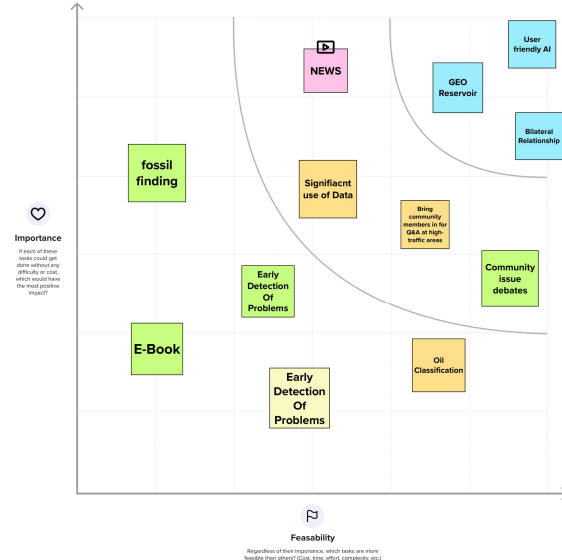 User
friendly AI
NEWS
GEO
Reservoir
Bilateral
Relationship
fossil
finding
Signifiacnt
use of Data
Bring
community
members in for
Q&A at high-
traffic areas
Importance
If each of these
tasks could get
done without any
difficulty or cost,
which would have
the most positive
impact?
Early
Detection
Of
Problems
Community
issue
debates
E-Book
Oil
Classification
Early
Detection
Of
Problems
Feasability
Regardless of their importance, which tasks are more
feasible than others? (Cost, time, effort, complexity, etc.)